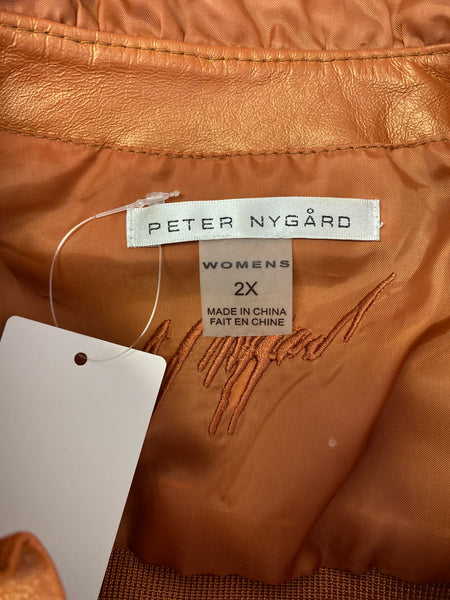 PETER NYGÅRD
WOMENS
2X
MADE IN CHINA
FAIT EN CHINE